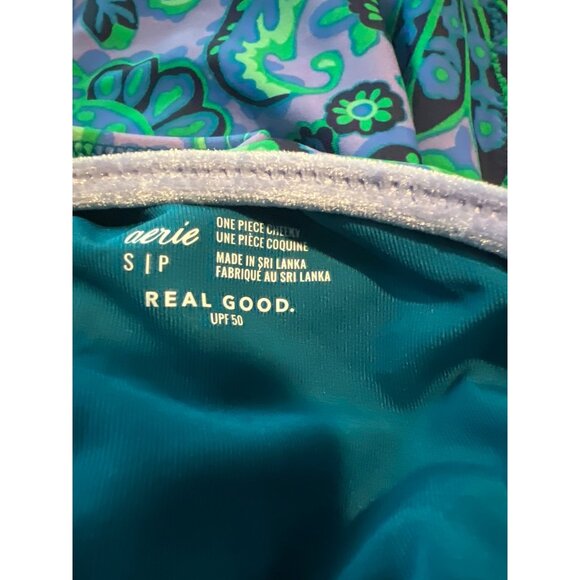 aerie
S | P
ONE PIECE CHEEKY
UNE PIÈCE COQUINE
MADE IN SRI LANKA
FABRIQUÉ AU SRI LANKA
REAL GOOD.
UPF 50